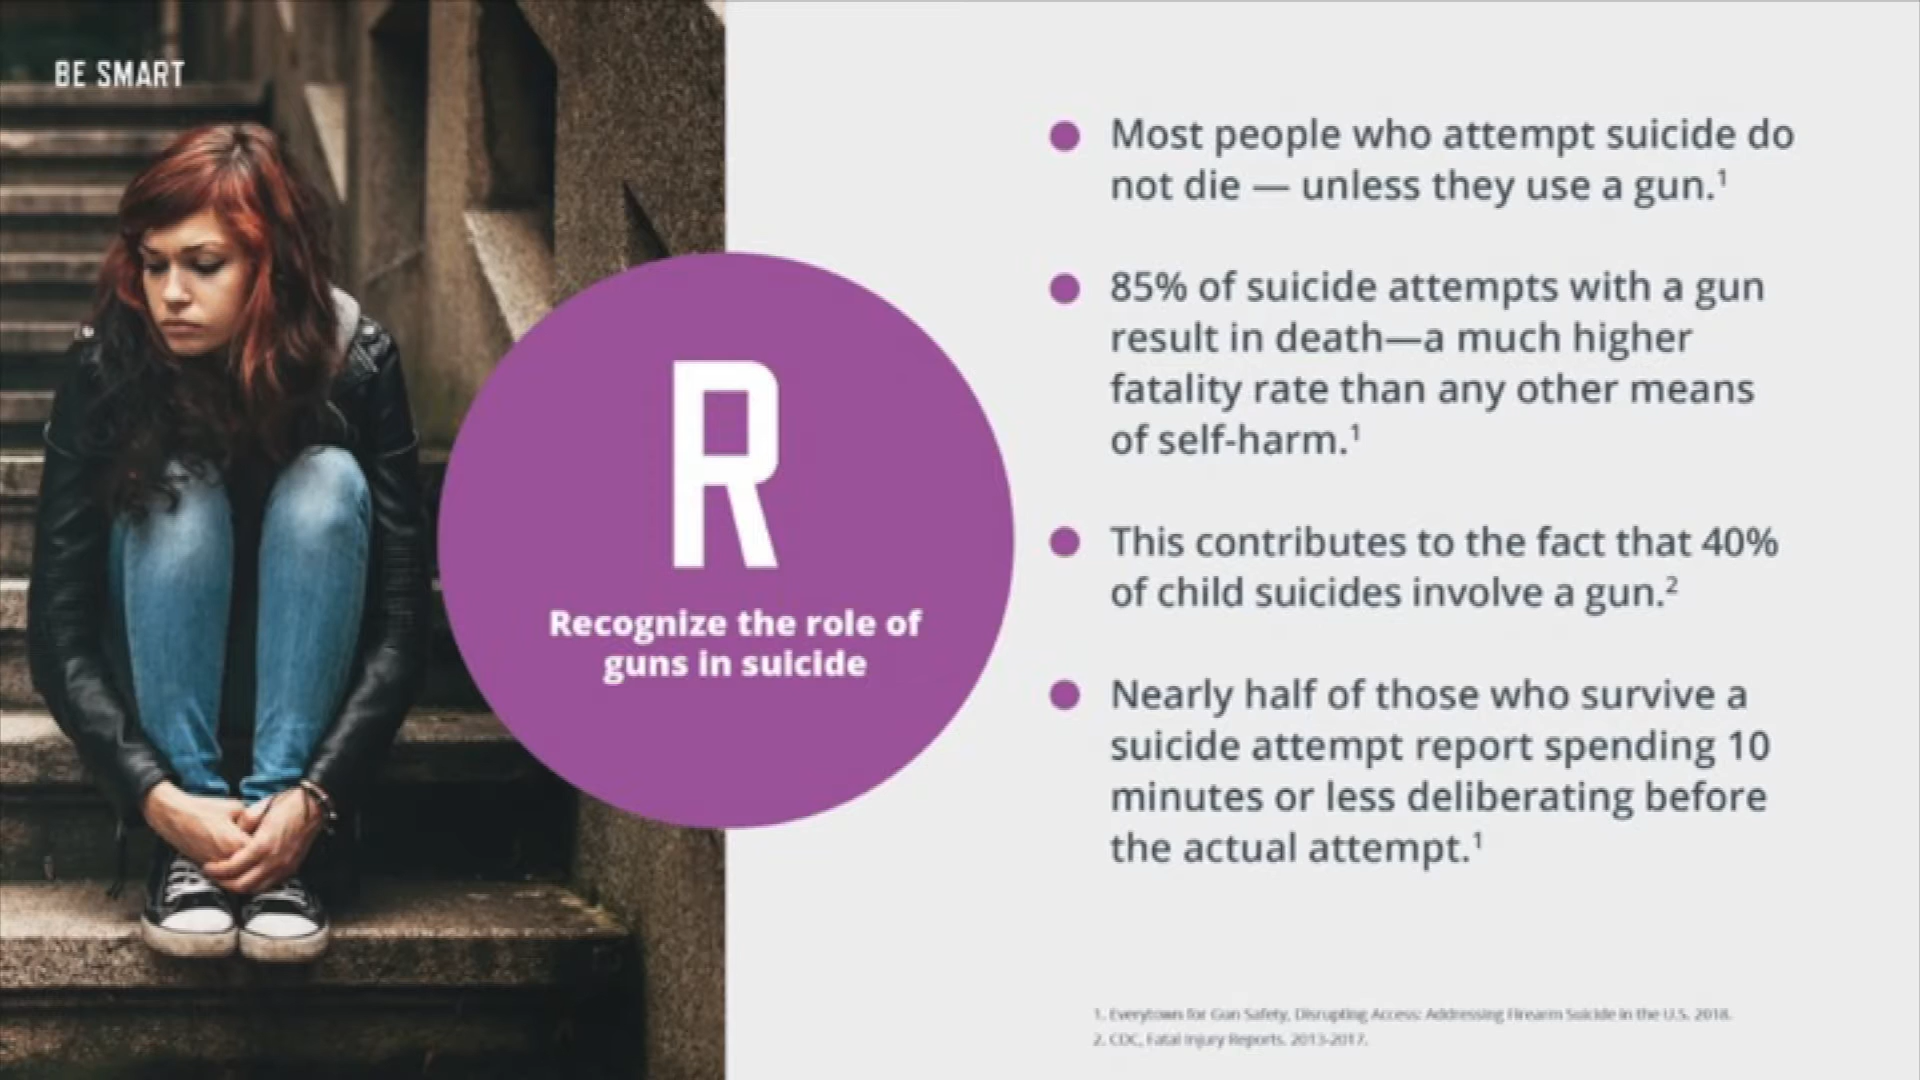 BE SMART
R
Recognize the role of
guns in suicide
Most people who attempt suicide do
not die — unless they use a gun.¹
85% of suicide attempts with a gun
result in death—a much higher
fatality rate than any other means
of self-harm.¹
This contributes to the fact that 40%
of child suicides involve a gun.²
Nearly half of those who survive a
suicide attempt report spending 10
minutes or less deliberating before
the actual attempt.¹
1. Everytown for Gun Safety, Disrupting Access: Addressing Firearm Suicide in the U.S. 2018.
2. CDC, Fatal Injury Reports. 2013-2017.